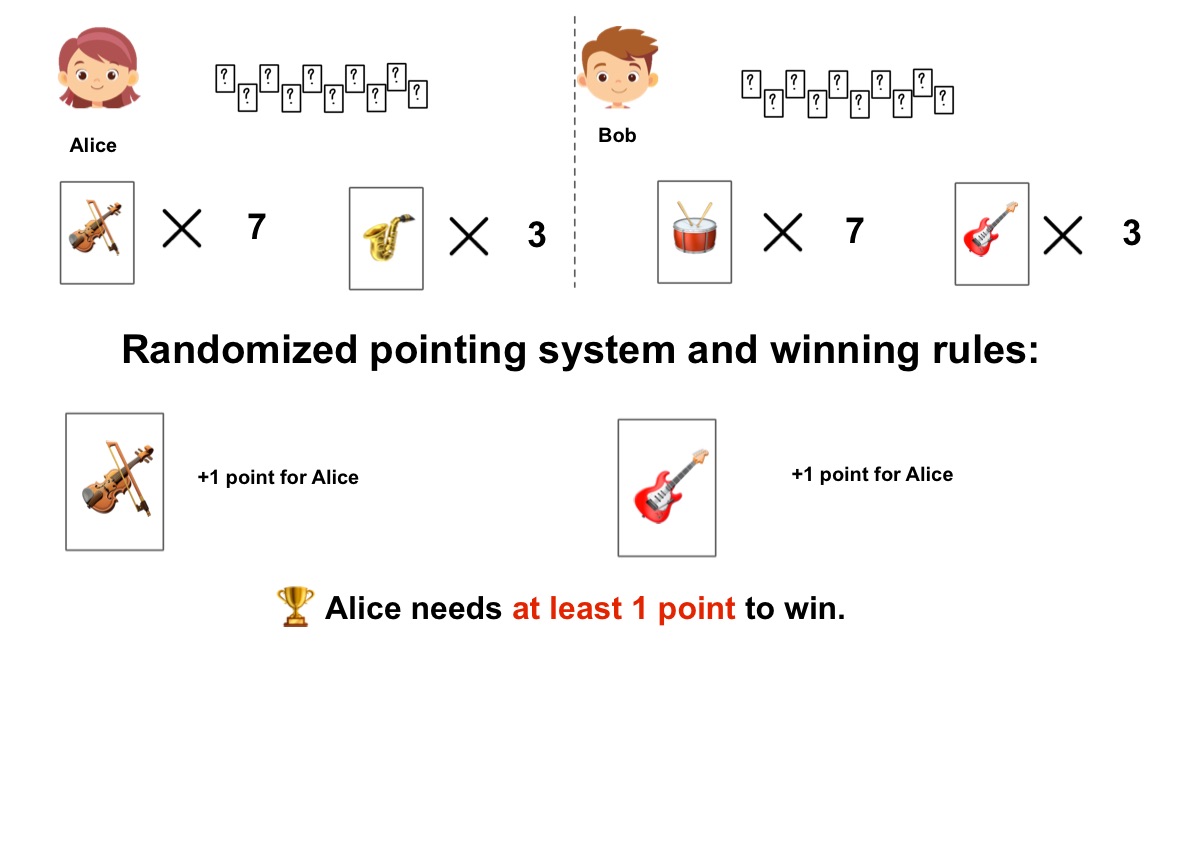 ? ? ? ? ? ? ? ? ? ?
? ? ? ? ? ? ? ? ? ?
Alice
Bob
7
3
7
3
Randomized pointing system and winning rules:
+1 point for Alice
+1 point for Alice
Alice needs at least 1 point to win.